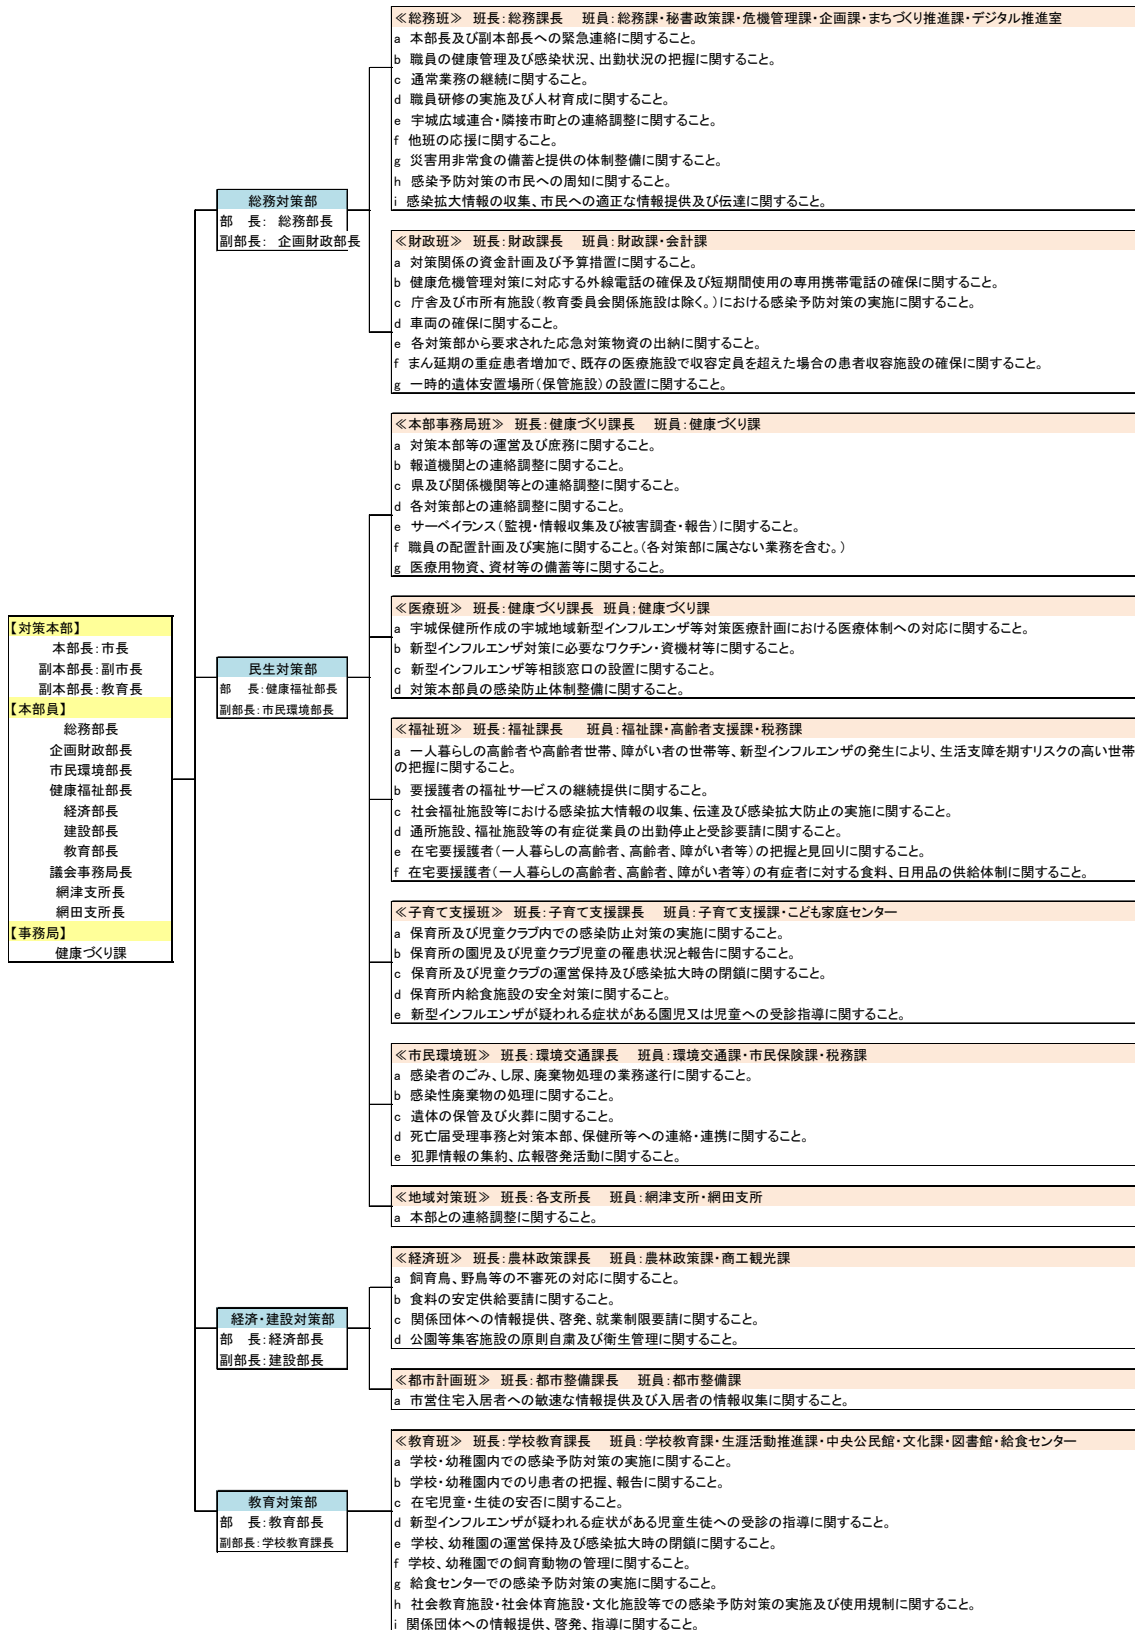 【対策本部】
本部長：市長
副本部長：副市長
副本部長：教育長
【本部員】
総務部長
企画財政部長
市民環境部長
健康福祉部長
経済部長
建設部長
教育部長
議会事務局長
網津支所長
網田支所長
【事務局】
健康づくり課
総務対策部
部　長：　総務部長
副部長：　企画財政部長
≪総務班≫　班長：総務課長　　班員：総務課・秘書政策課・危機管理課・企画課・まちづくり推進課・デジタル推進室
a 本部長及び副本部長への緊急連絡に関すること。
b 職員の健康管理及び感染状況、出勤状況の把握に関すること。
c 通常業務の継続に関すること。
d 職員研修の実施及び人材育成に関すること。
e 宇城広域連合・隣接市町との連絡調整に関すること。
f 他班の応援に関すること。
g 災害用非常食の備蓄と提供の体制整備に関すること。
h 感染予防対策の市民への周知に関すること。
i 感染拡大情報の収集、市民への適正な情報提供及び伝達に関すること。
≪財政班≫　班長：財政課長　　班員：財政課・会計課
a 対策関係の資金計画及び予算措置に関すること。
b 健康危機管理対策に対応する外線電話の確保及び短期間使用の専用携帯電話の確保に関すること。
c 庁舎及び市所有施設（教育委員会関係施設は除く。）における感染予防対策の実施に関すること。
d 車両の確保に関すること。
e 各対策部から要求された応急対策物資の出納に関すること。
f まん延期の重症患者増加で、既存の医療施設で収容定員を超えた場合の患者収容施設の確保に関すること。
g 一時的遺体安置場所（保管施設）の設置に関すること。
民生対策部
部　長：健康福祉部長
副部長：市民環境部長
≪本部事務局班≫　班長：健康づくり課長　　班員：健康づくり課
a 対策本部等の運営及び庶務に関すること。
b 報道機関との連絡調整に関すること。
c 県及び関係機関等との連絡調整に関すること。
d 各対策部との連絡調整に関すること。
e サーベイランス（監視・情報収集及び被害調査・報告）に関すること。
f 職員の配置計画及び実施に関すること。（各対策部に属さない業務を含む。）
g 医療用物資、資材等の備蓄等に関すること。
≪医療班≫　班長：健康づくり課長　班員；健康づくり課
a 宇城保健所作成の宇城地域新型インフルエンザ等対策医療計画における医療体制への対応に関すること。
b 新型インフルエンザ対策に必要なワクチン・資機材等に関すること。
c 新型インフルエンザ等相談窓口の設置に関すること。
d 対策本部員の感染防止体制整備に関すること。
≪福祉班≫　班長：福祉課長　　班員：福祉課・高齢者支援課・税務課
a 一人暮らしの高齢者や高齢者世帯、障がい者の世帯等、新型インフルエンザの発生により、生活支障を期すリスクの高い世帯
の把握に関すること。
b 要援護者の福祉サービスの継続提供に関すること。
c 社会福祉施設等における感染拡大情報の収集、伝達及び感染拡大防止の実施に関すること。
d 通所施設、福祉施設等の有症従業員の出勤停止と受診要請に関すること。
e 在宅要援護者（一人暮らしの高齢者、高齢者、障がい者等）の把握と見回りに関すること。
f 在宅要援護者（一人暮らしの高齢者、高齢者、障がい者等）の有症者に対する食料、日用品の供給体制に関すること。
≪子育て支援班≫　班長：子育て支援課長　　班員：子育て支援課・こども家庭センター
a 保育所及び児童クラブ内での感染防止対策の実施に関すること。
b 保育所の園児及び児童クラブ児童の罹患状況と報告に関すること。
c 保育所及び児童クラブの運営保持及び感染拡大時の閉鎖に関すること。
d 保育所内給食施設の安全対策に関すること。
e 新型インフルエンザが疑われる症状がある園児又は児童への受診指導に関すること。
≪市民環境班≫　班長：環境交通課長　　班員：環境交通課・市民保険課・税務課
a 感染者のごみ、し尿、廃棄物処理の業務遂行に関すること。
b 感染性廃棄物の処理に関すること。
c 遺体の保管及び火葬に関すること。
d 死亡届受理事務と対策本部、保健所等への連絡・連携に関すること。
e 犯罪情報の集約、広報啓発活動に関すること。
≪地域対策班≫　班長：各支所長　　班員：網津支所・網田支所
a 本部との連絡調整に関すること。
経済・建設対策部
部　長：経済部長
副部長：建設部長
≪経済班≫　班長：農林政策課長　　班員：農林政策課・商工観光課
a 飼育鳥、野鳥等の不審死の対応に関すること。
b 食料の安定供給要請に関すること。
c 関係団体への情報提供、啓発、就業制限要請に関すること。
d 公園等集客施設の原則自粛及び衛生管理に関すること。
≪都市計画班≫　班長：都市整備課長　　班員：都市整備課
a 市営住宅入居者への敏速な情報提供及び入居者の情報収集に関すること。
教育対策部
部　長：教育部長
副部長：学校教育課長
≪教育班≫　班長：学校教育課長　　班員：学校教育課・生涯活動推進課・中央公民館・文化課・図書館・給食センター
a 学校・幼稚園内での感染予防対策の実施に関すること。
b 学校・幼稚園内でのり患者の把握、報告に関すること。
c 在宅児童・生徒の安否に関すること。
d 新型インフルエンザが疑われる症状がある児童生徒への受診の指導に関すること。
e 学校、幼稚園の運営保持及び感染拡大時の閉鎖に関すること。
f 学校、幼稚園での飼育動物の管理に関すること。
g 給食センターでの感染予防対策の実施に関すること。
h 社会教育施設・社会体育施設・文化施設等での感染予防対策の実施及び使用規制に関すること。
i 関係団体への情報提供、啓発、指導に関すること。